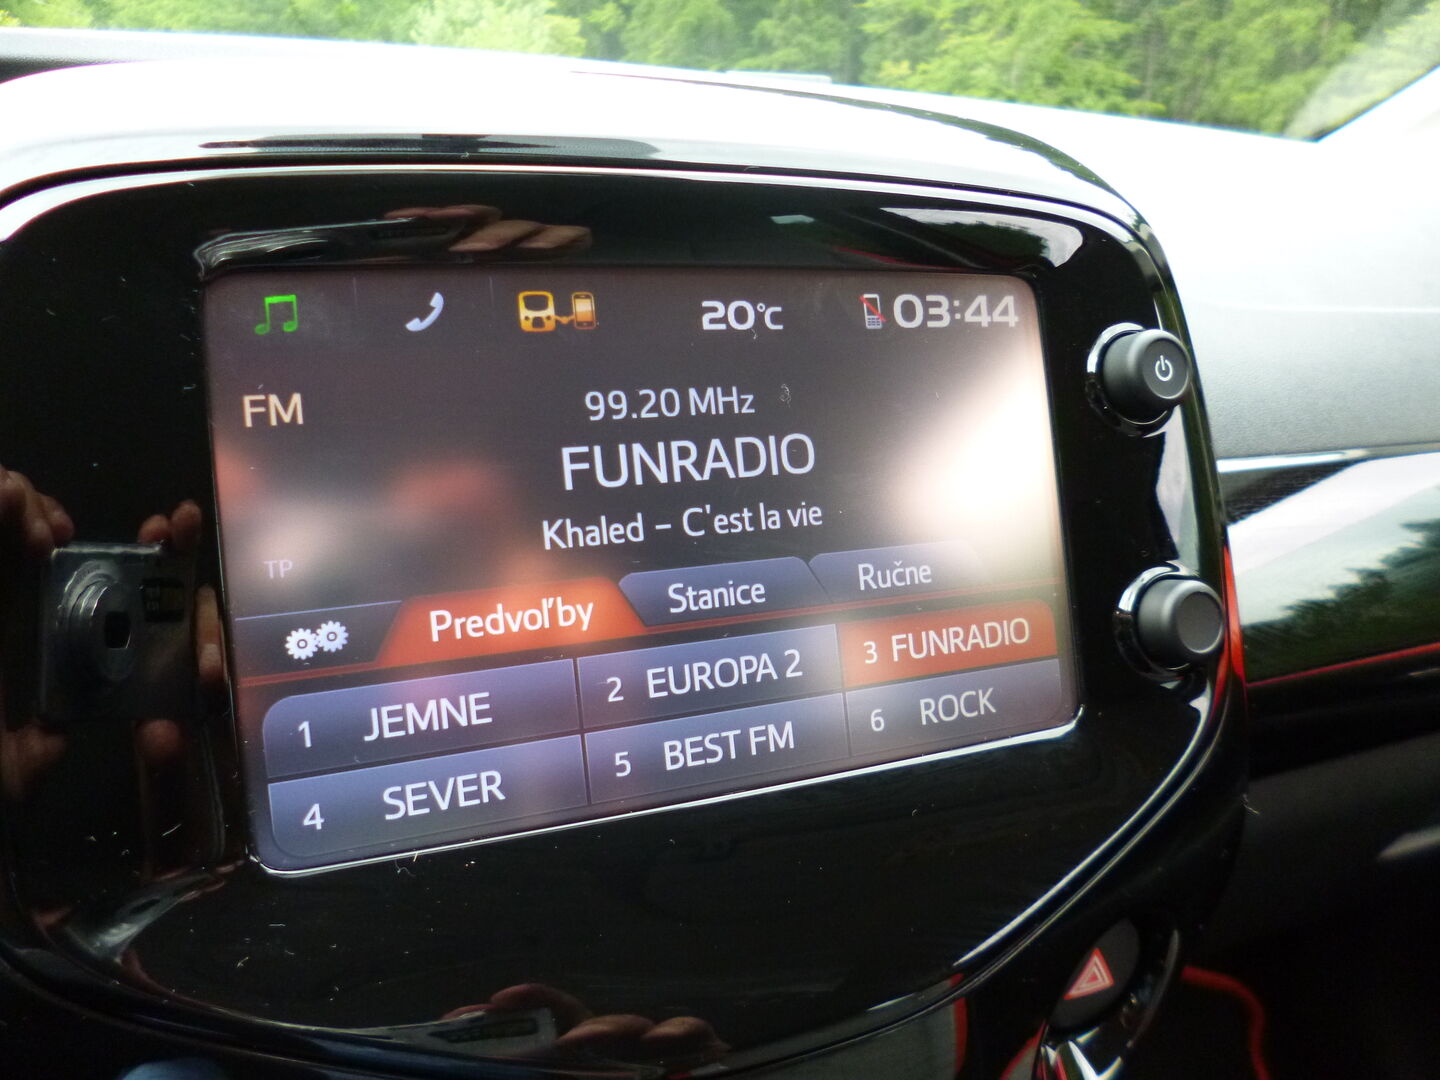 20°C
03:44
FM
99.20 MHz
FUNRADIO
Khaled – C'est la vie
TP
Predvoľby
Stanice
Ručne
1 JEMNE
2 EUROPA 2
3 FUNRADIO
4 SEVER
5 BEST FM
6 ROCK